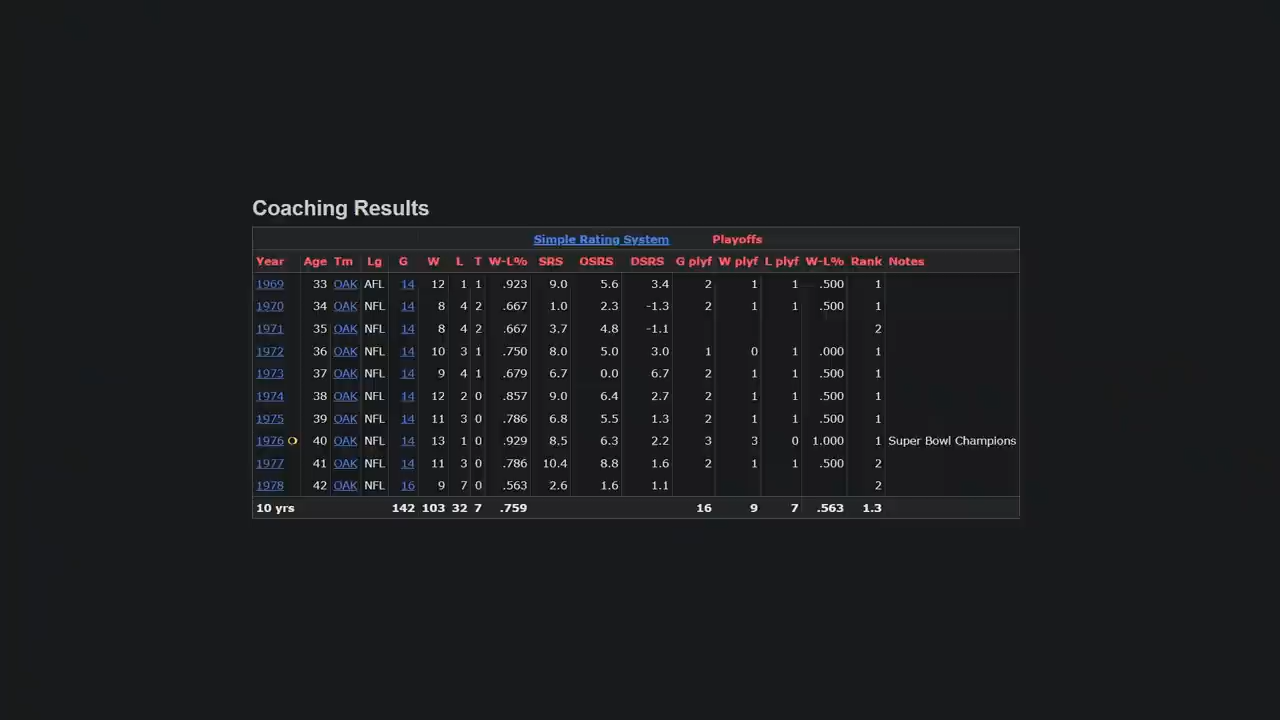 Coaching Results
Simple Rating System Playoffs
Year Age Tm Lg G W L T W-L% SRS OSRS DSRS G plyf W plyf L plyf W-L% Rank Notes
1969 33 OAK AFL 14 12 1 1 .923 9.0 5.6 3.4 2 1 1 .500 1
1970 34 OAK NFL 14 8 4 2 .667 1.0 2.3 -1.3 2 1 1 .500 1
1971 35 OAK NFL 14 8 4 2 .667 3.7 4.8 -1.1 2
1972 36 OAK NFL 14 10 3 1 .750 8.0 5.0 3.0 1 0 1 .000 1
1973 37 OAK NFL 14 9 4 1 .679 6.7 0.0 6.7 2 1 1 .500 1
1974 38 OAK NFL 14 12 2 0 .857 9.0 6.4 2.7 2 1 1 .500 1
1975 39 OAK NFL 14 11 3 0 .786 6.8 5.5 1.3 2 1 1 .500 1
1976 40 OAK NFL 14 13 1 0 .929 8.5 6.3 2.2 3 3 0 1.000 1 Super Bowl Champions
1977 41 OAK NFL 14 11 3 0 .786 10.4 8.8 1.6 2 1 1 .500 2
1978 42 OAK NFL 16 9 7 0 .563 2.6 1.6 1.1 2
10 yrs 142 103 32 7 .759 16 9 7 .563 1.3